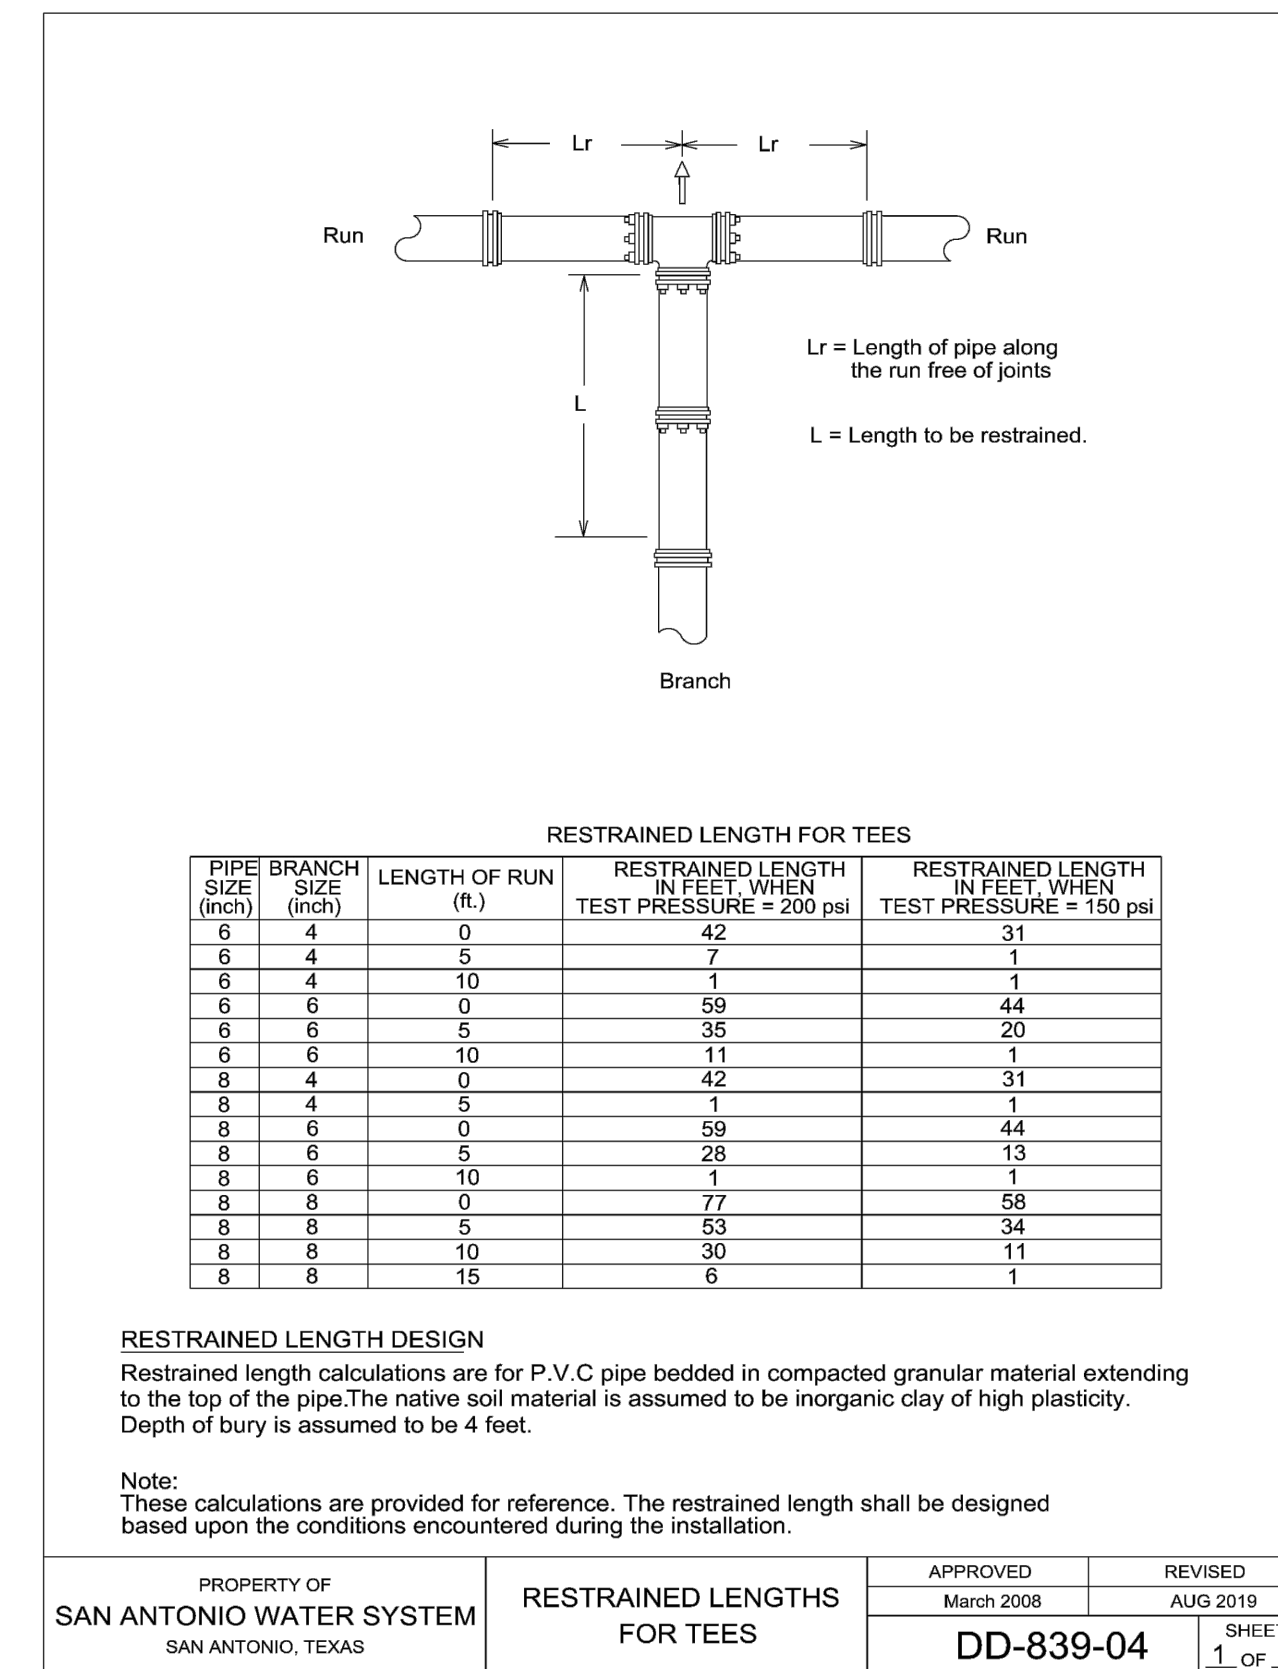 Lr Lr
Run
Run
Lr = Length of pipe along
the run free of joints
L
L = Length to be restrained.
Branch
RESTRAINED LENGTH FOR TEES
PIPE SIZE (inch) BRANCH SIZE (inch) LENGTH OF RUN (ft.) RESTRAINED LENGTH IN FEET, WHEN TEST PRESSURE = 200 psi RESTRAINED LENGTH IN FEET, WHEN TEST PRESSURE = 150 psi
6 4 0 42 31
6 4 5 7 1
6 4 10 1 1
6 6 0 59 44
6 6 5 35 20
6 6 10 11 1
8 4 0 42 31
8 4 5 1 1
8 6 0 59 44
8 6 5 28 13
8 6 10 1 1
8 8 0 77 58
8 8 5 53 34
8 8 10 30 11
8 8 15 6 1
RESTRAINED LENGTH DESIGN
Restrained length calculations are for P.V.C pipe bedded in compacted granular material extending
to the top of the pipe.The native soil material is assumed to be inorganic clay of high plasticity.
Depth of bury is assumed to be 4 feet.
Note:
These calculations are provided for reference. The restrained length shall be designed
based upon the conditions encountered during the installation.
PROPERTY OF
SAN ANTONIO WATER SYSTEM
SAN ANTONIO, TEXAS
RESTRAINED LENGTHS
FOR TEES
APPROVED REVISED
March 2008 AUG 2019
DD-839-04
SHEET
1 OF